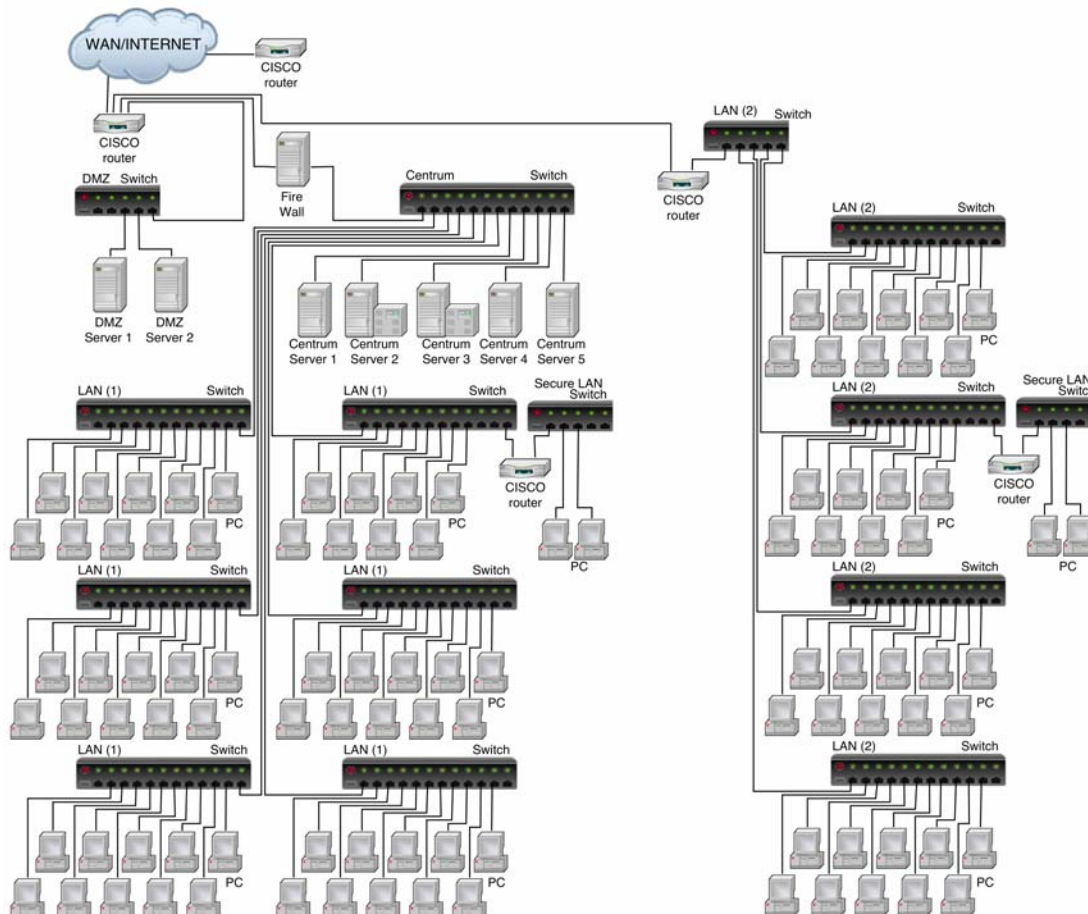 WAN/INTERNET
CISCO
router
CISCO
router
LAN (2) Switch
DMZ Switch
Fire
Wall
Centrum Switch
CISCO
router
DMZ
Server 1
DMZ
Server 2
Centrum
Server 1
Centrum
Server 2
Centrum
Server 3
Centrum
Server 4
Centrum
Server 5
LAN (2) Switch
PC
LAN (1) Switch
PC
LAN (1) Switch
PC
Secure LAN
Switch
CISCO
router
PC
LAN (2) Switch
PC
Secure LAN
Switc
CISCO
router
PC
LAN (1) Switch
PC
LAN (1) Switch
PC
LAN (2) Switch
PC
LAN (1) Switch
PC
LAN (1) Switch
PC
LAN (2) Switch
PC